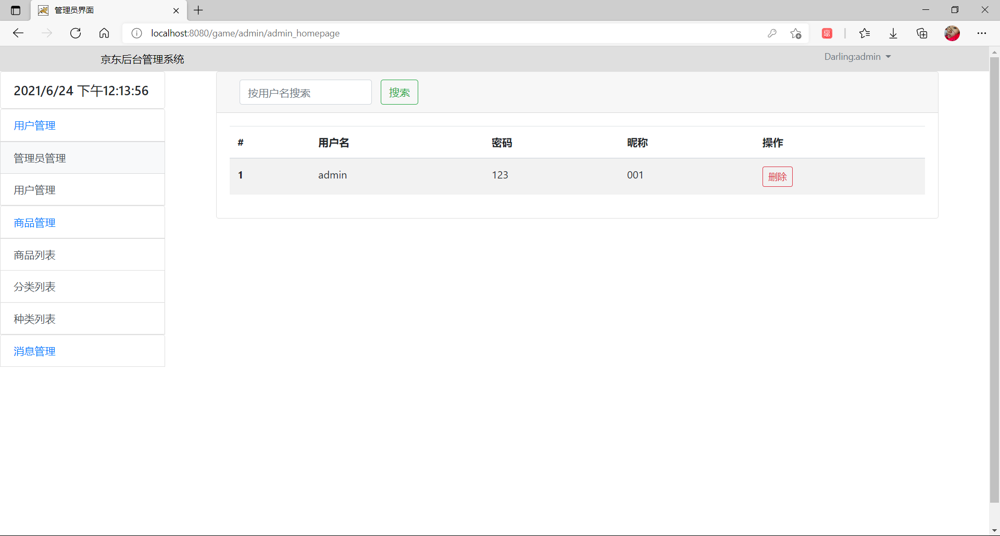 管理员界面
localhost:8080/game/admin/admin_homepage
惠
京东后台管理系统
Darling:admin
2021/6/24 下午12:13:56
用户管理
管理员管理
用户管理
商品管理
商品列表
分类列表
种类列表
消息管理
按用户名搜索 搜索
# 用户名 密码 昵称 操作
1 admin 123 001 删除